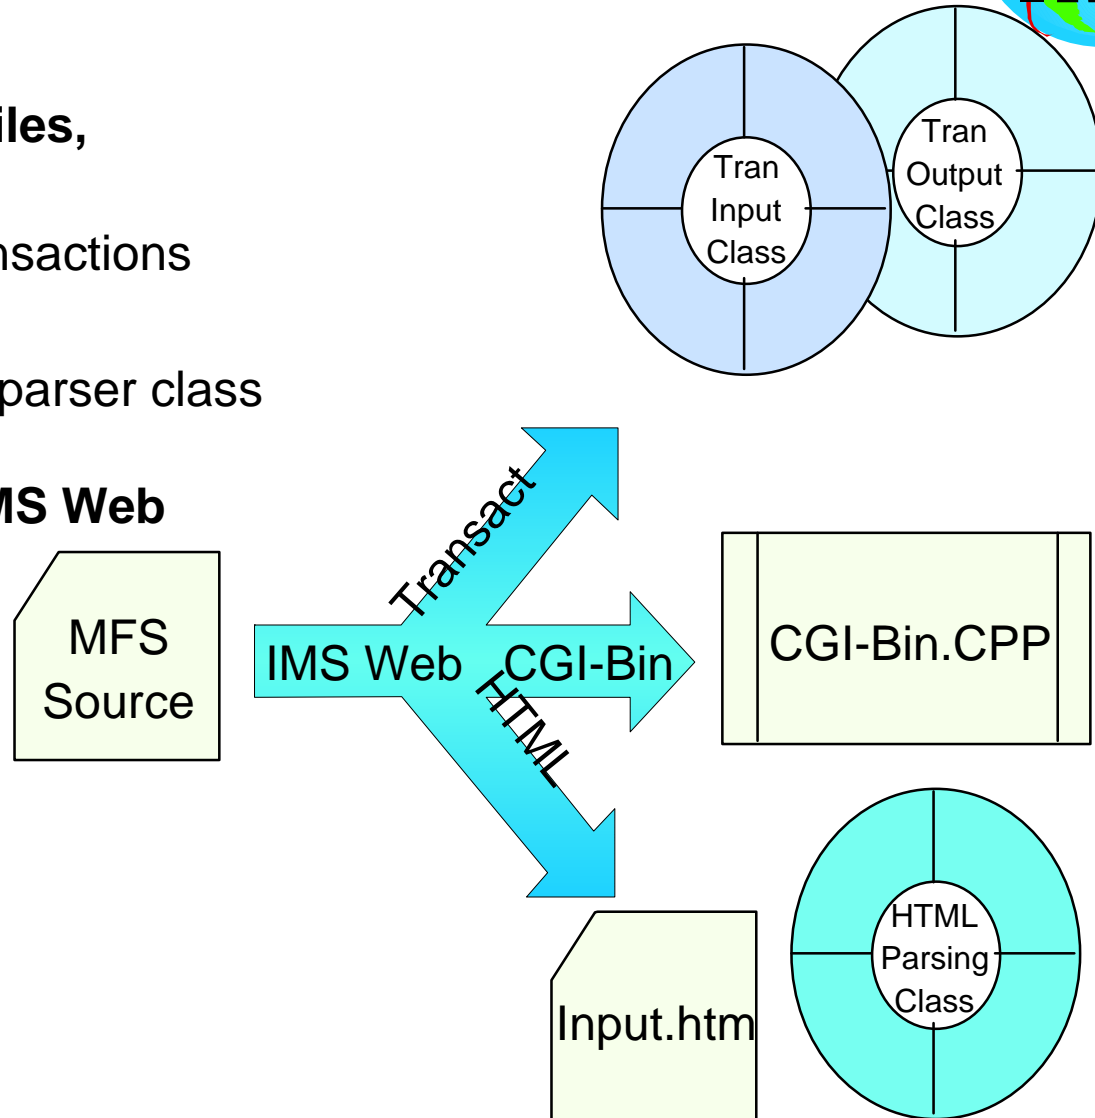 iles,
nsactions
parser class
MS Web
Tran
Input
Class
Tran
Output
Class
MFS
Source
IMS Web
Transact
CGI-Bin
HTML
CGI-Bin.CPP
Input.htm
HTML
Parsing
Class